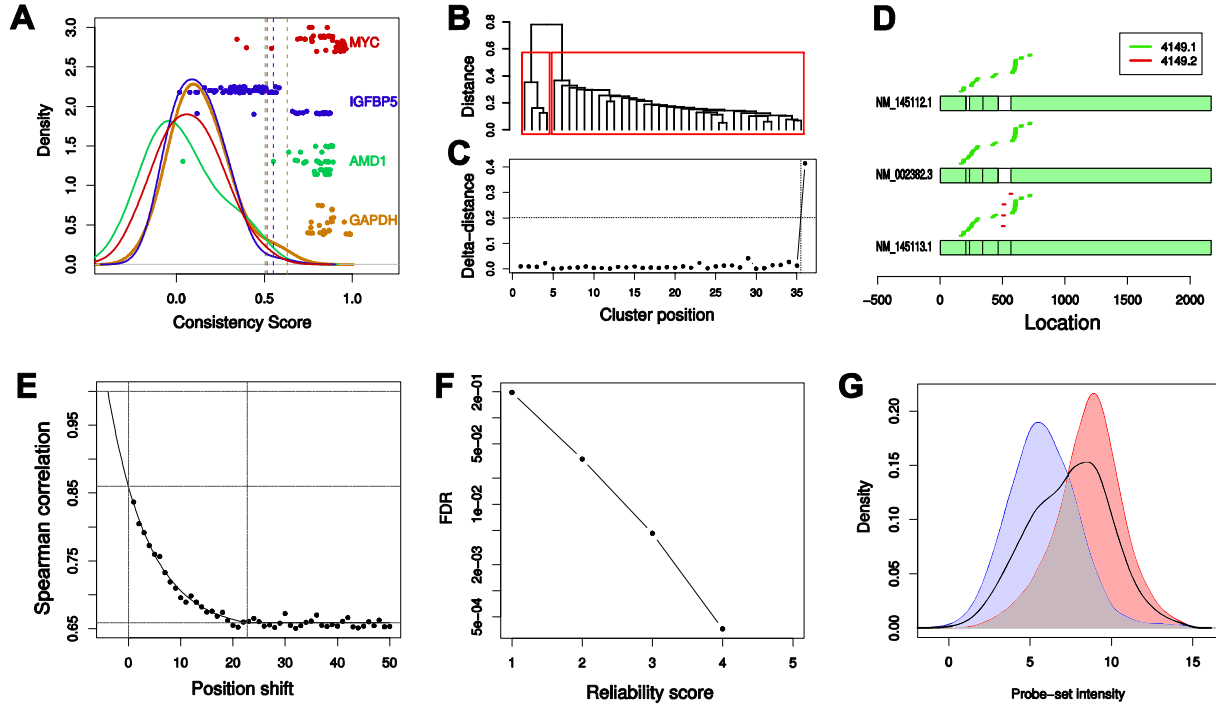 A
3.0
2.5
2.0
1.5
1.0
0.5
0.0
Density
MYC
IGFBP5
AMD1
GAPDH
0.0
0.5
1.0
Consistency Score
B
0.8
0.6
0.4
0.2
0.0
Distance
C
0.4
0.3
0.2
0.1
0.0
Delta−distance
0
5
10
15
20
25
30
35
Cluster position
D
4149.1
4149.2
NM_145112.1
NM_002382.3
NM_145113.1
−500
0
500
1000
1500
2000
Location
E
0.95
0.85
0.75
0.65
Spearman correlation
0
10
20
30
40
50
Position shift
F
2e−01
5e−02
1e−02
2e−03
5e−04
FDR
1
2
3
4
5
Reliability score
G
0.20
0.15
0.10
0.05
0.00
Density
0
5
10
15
Probe−set intensity